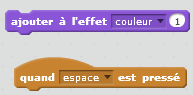 ajouter à l'effet couleur 1
quand espace est pressé